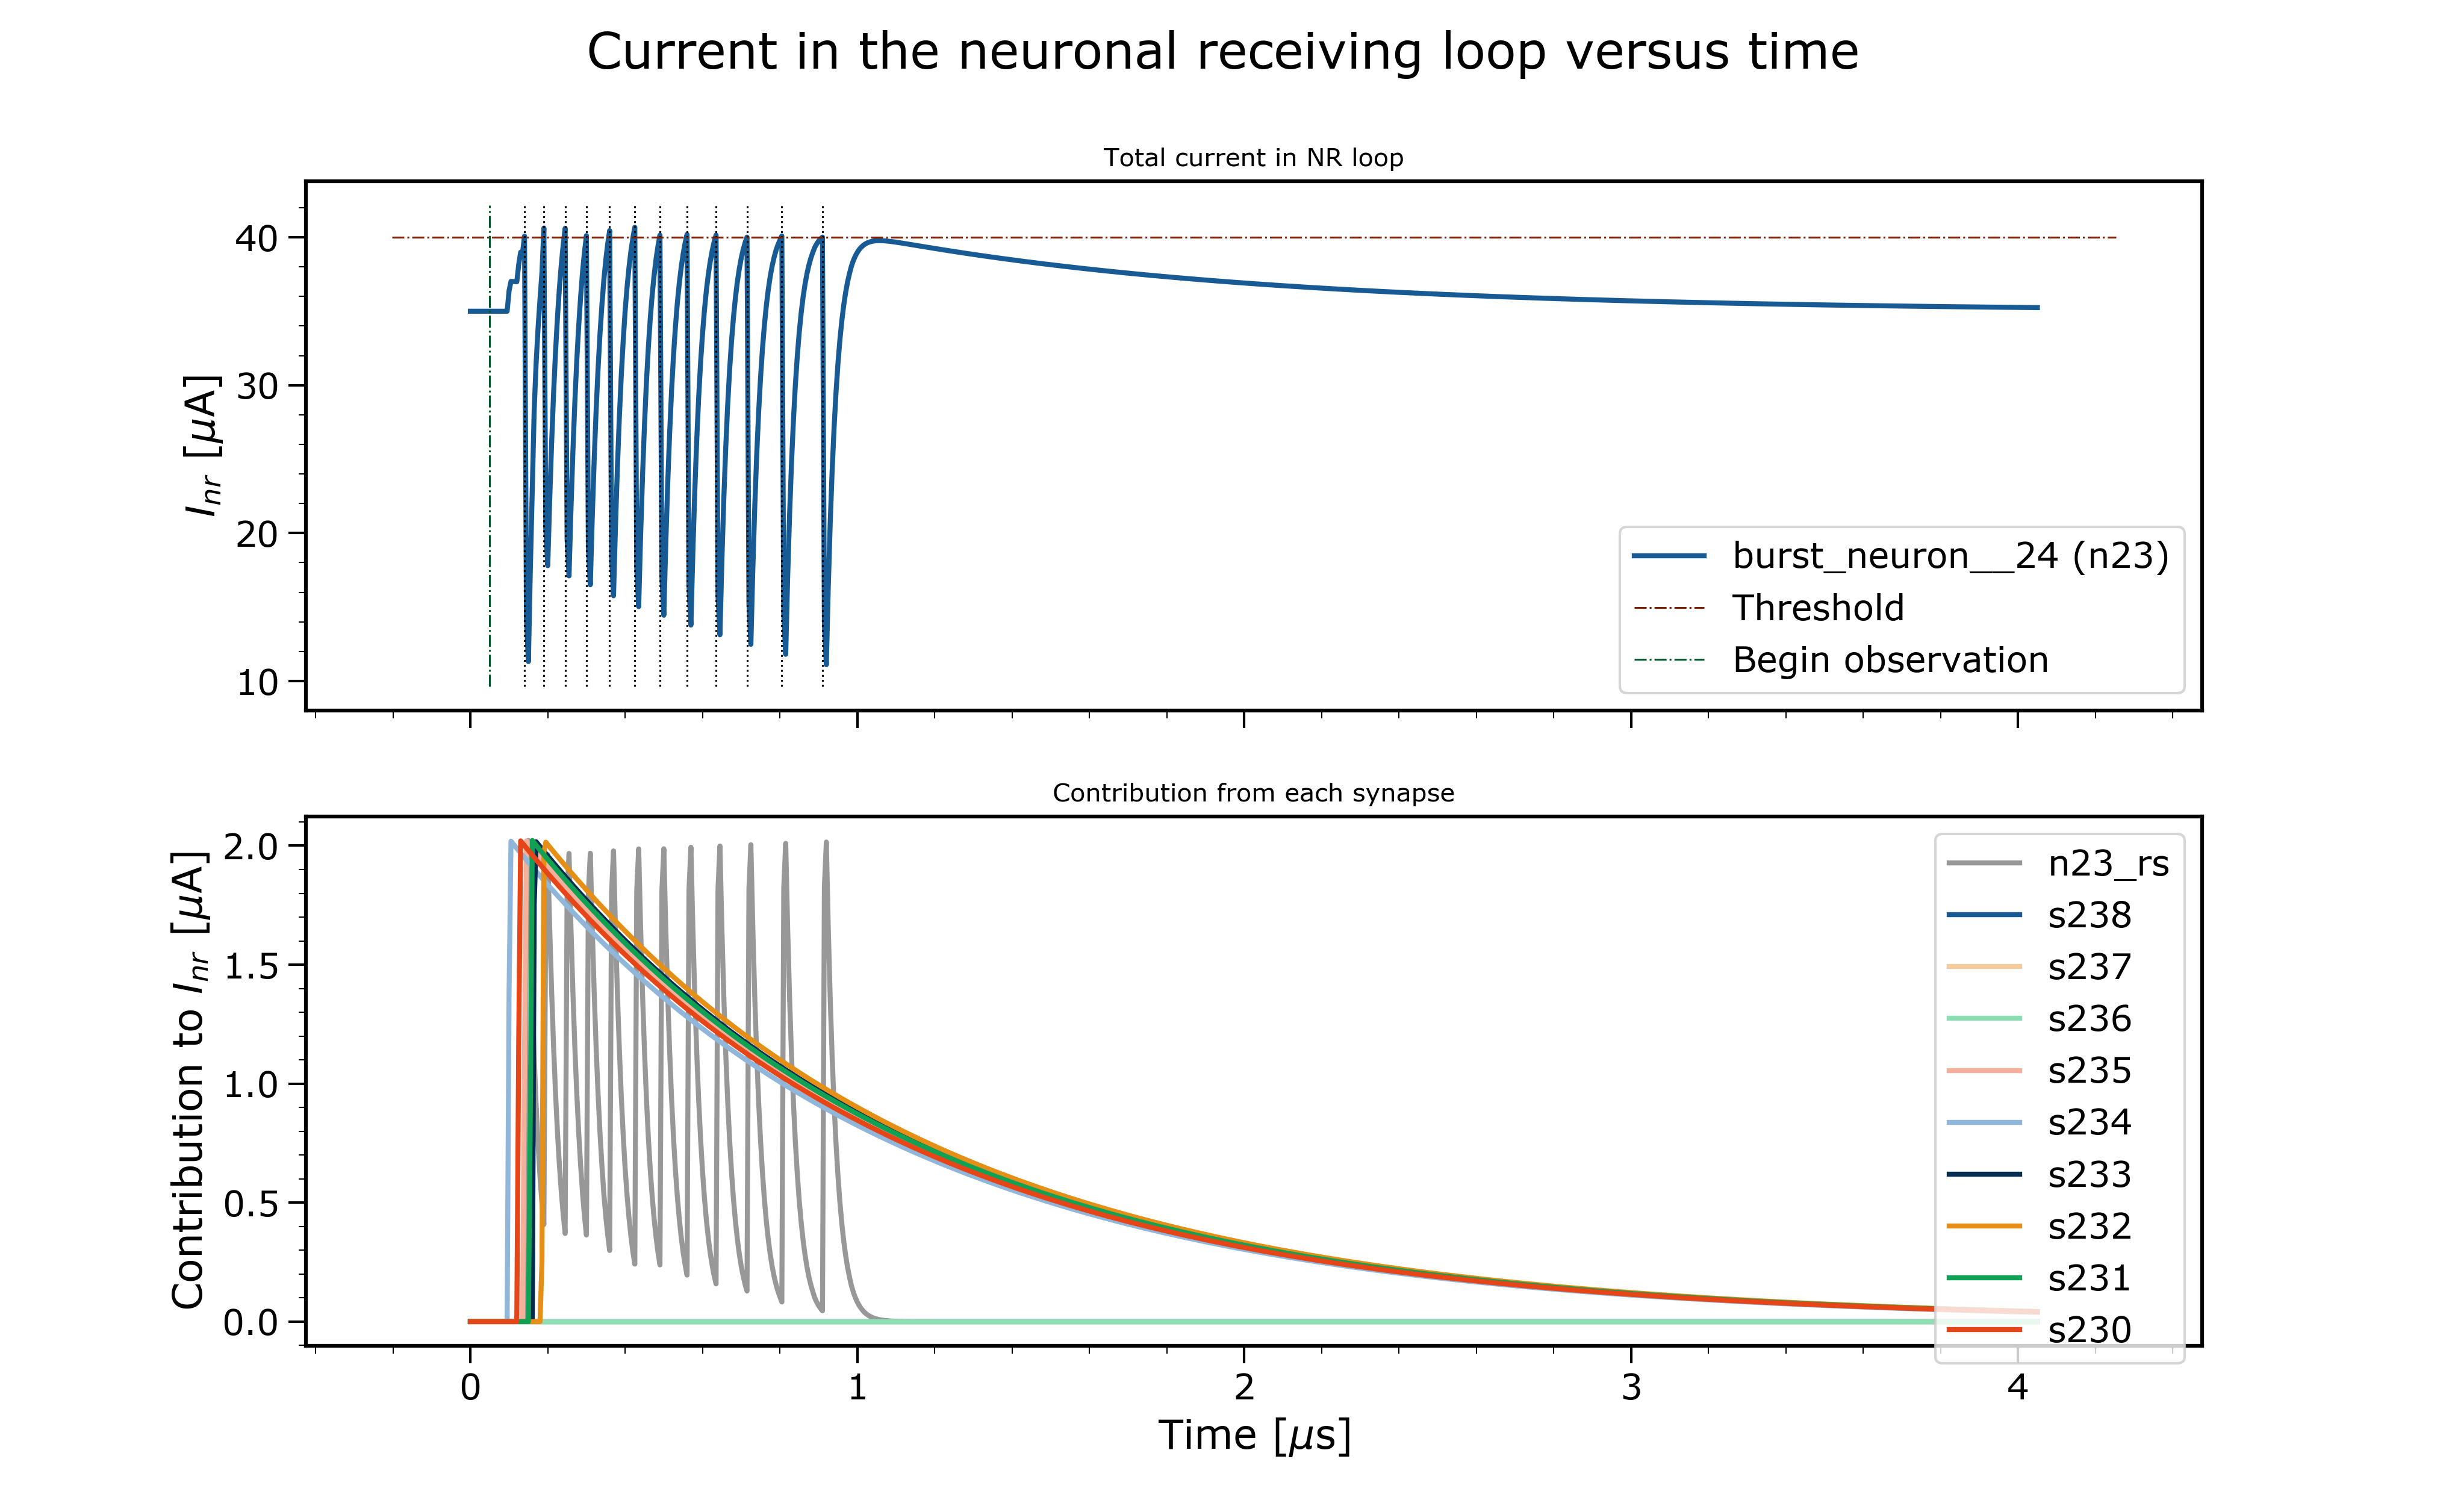 Current in the neuronal receiving loop versus time
Total current in NR loop
40
30
20
10
I_nr [μA]
burst_neuron__24 (n23)
Threshold
Begin observation
Contribution from each synapse
2.0
1.5
1.0
0.5
0.0
Contribution to I_nr [μA]
n23_rs
s238
s237
s236
s235
s234
s233
s232
s231
s230
0 1 2 3 4
Time [μs]